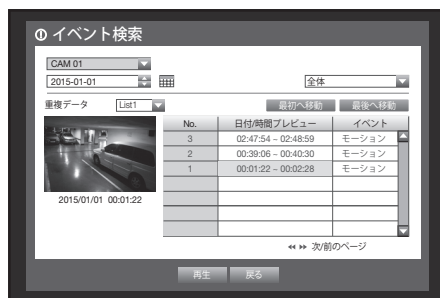 イベント検索
CAM 01
2015-01-01
全体
重複データ List1 最初へ移動 最後へ移動
No. 日付/時間プレビュー イベント
3 02:47:54 ~ 02:48:59 モーション
2 00:39:06 ~ 00:40:30 モーション
1 00:01:22 ~ 00:02:28 モーション
2015/01/01 00:01:22
次/前のページ
再生 戻る